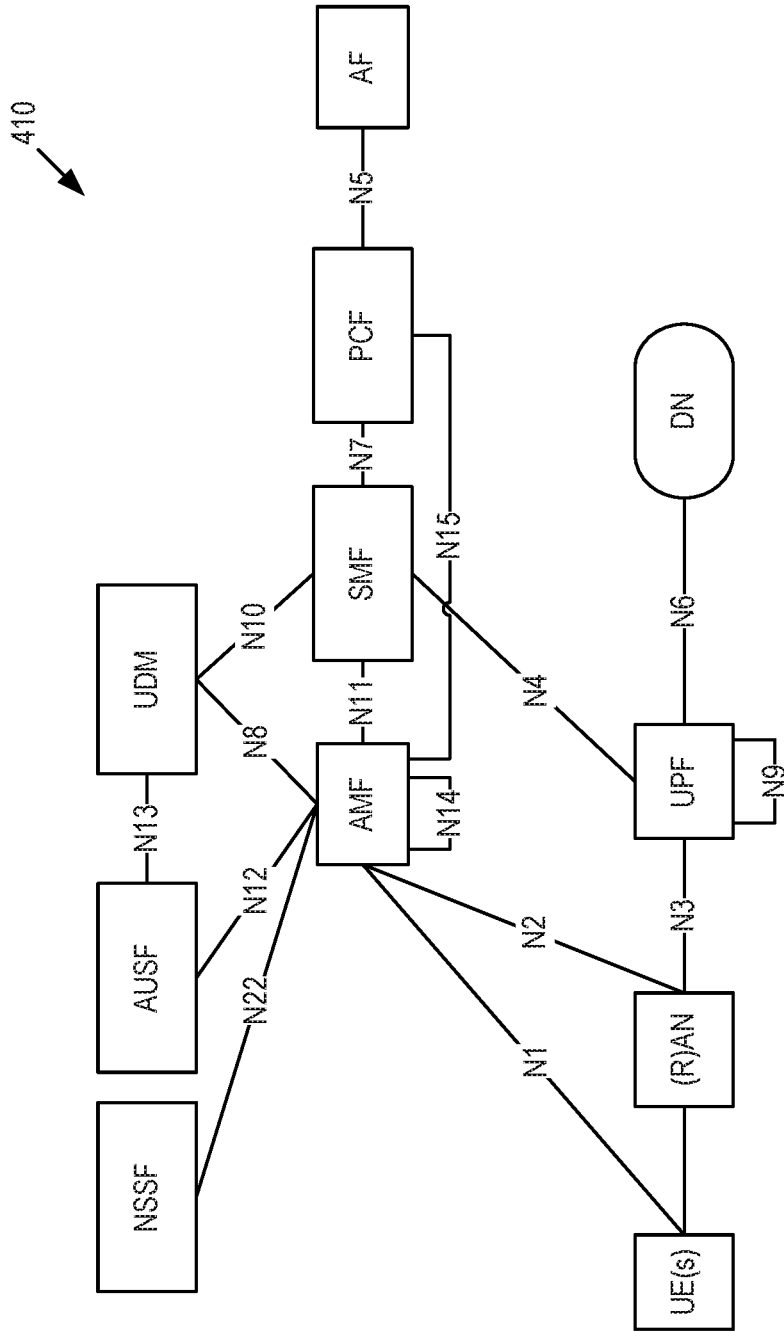 410
NSSF
AUSF
N13
UDM
N22
N12
N8
N10
AMF
N11
SMF
N7
PCF
N5
AF
N14
N15
N1
N2
N4
UE(s)
(R)AN
N3
UPF
N6
DN
N9